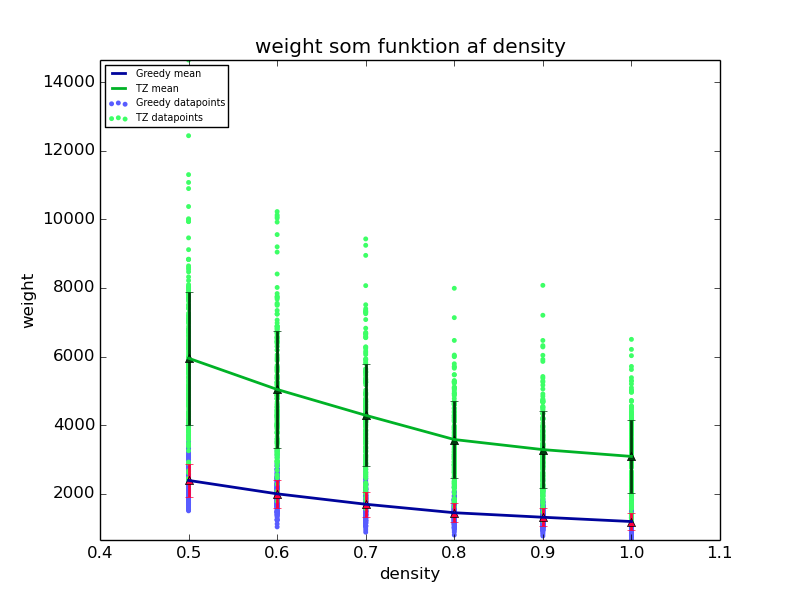 weight som funktion af density
Greedy mean
TZ mean
Greedy datapoints
TZ datapoints
14000
12000
10000
8000
6000
4000
2000
weight
0.4 0.5 0.6 0.7 0.8 0.9 1.0 1.1
density